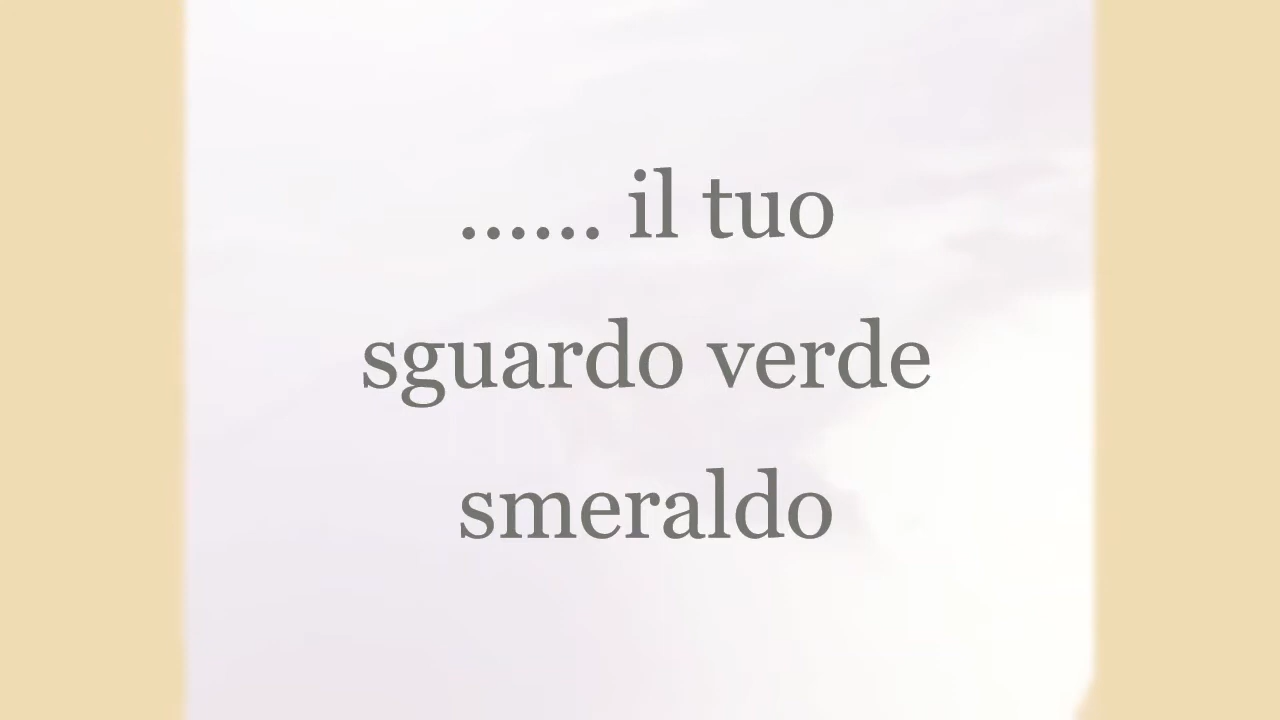 ...... il tuo
sguardo verde
smeraldo